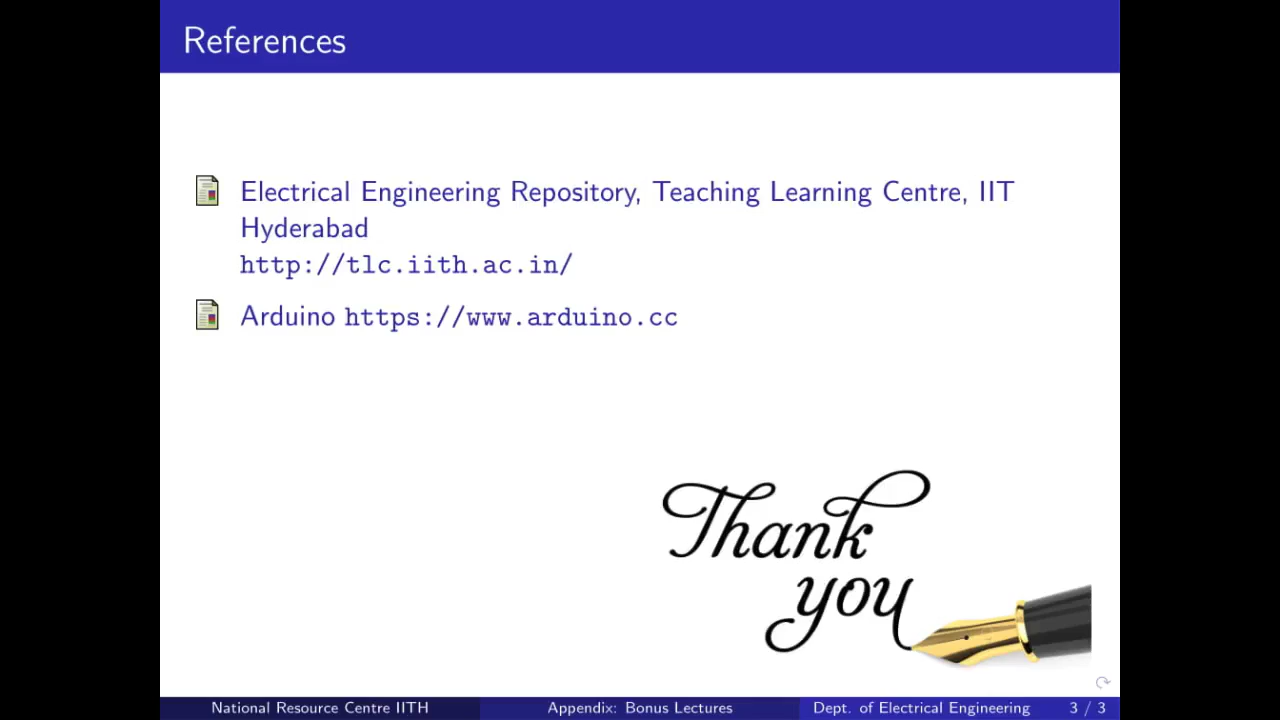 References
Electrical Engineering Repository, Teaching Learning Centre, IIT
Hyderabad
http://tlc.iith.ac.in/
Arduino https://www.arduino.cc
Thank
you
National Resource Centre IITH
Appendix: Bonus Lectures
Dept. of Electrical Engineering
3 / 3